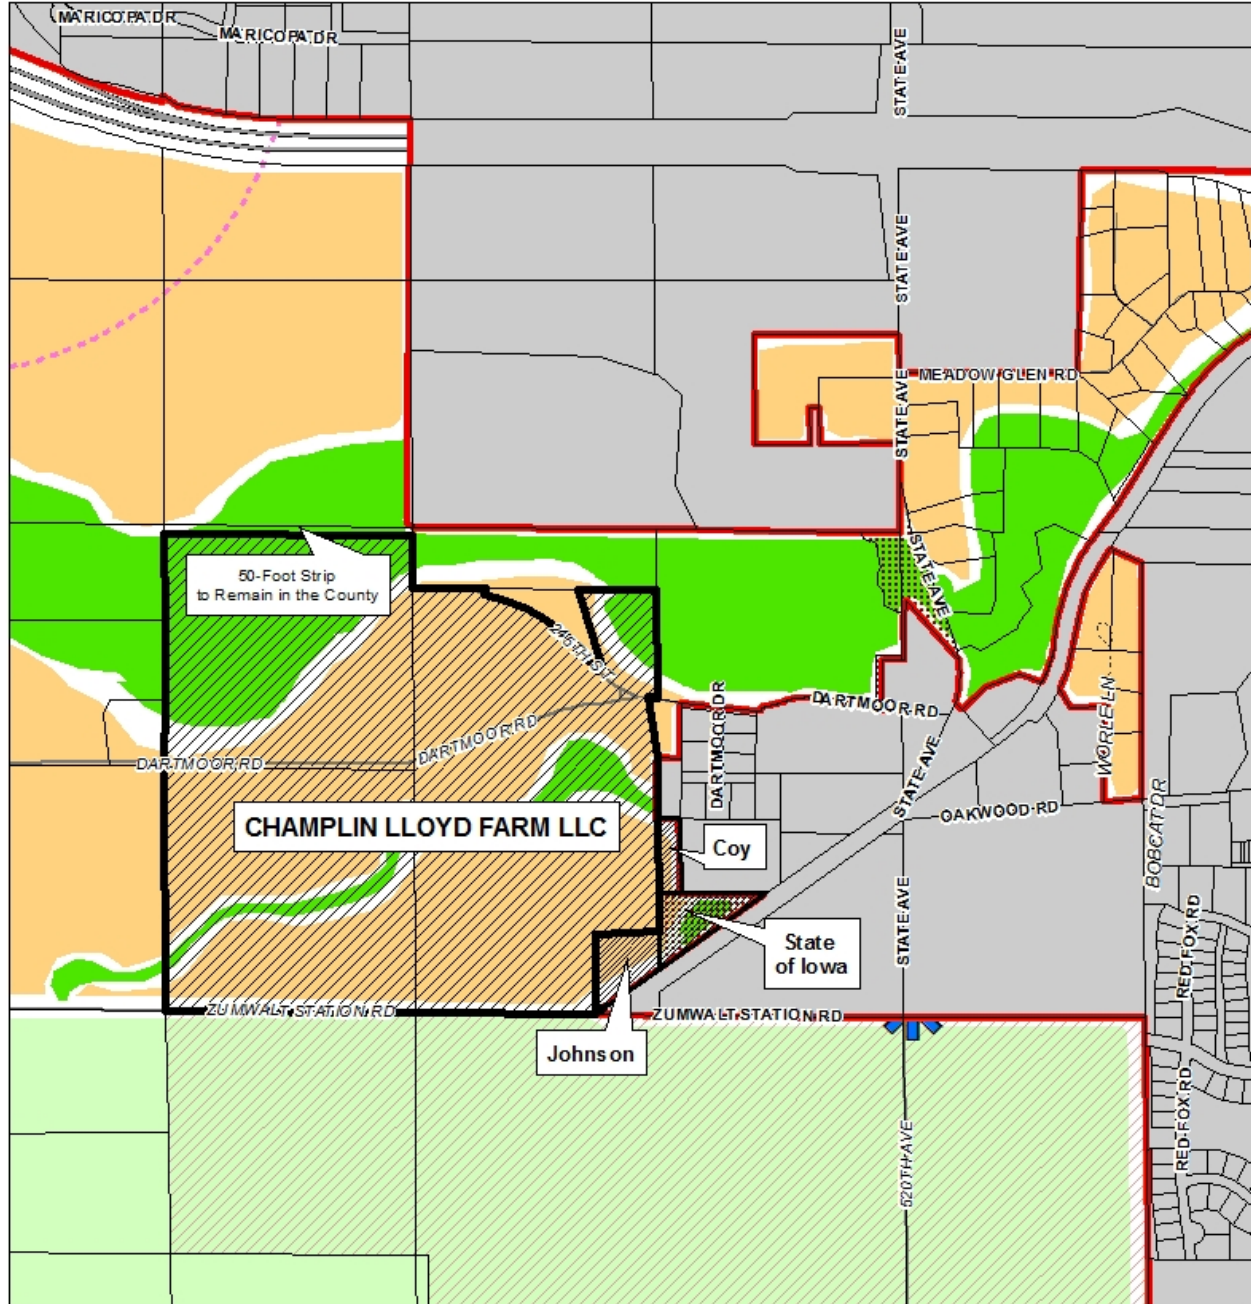 MARICOPA DR
MARICOPA DR
STATE AVE
STATE AVE
STATE AVE
MEADOW GLEN RD
STATE AVE
50-Foot Strip
to Remain in the County
245TH ST
DARTMOOR RD
DARTMOOR RD
DARTMOOR RD
DARTMOOR DR
STATE AVE
WORLE LN
OAKWOOD RD
BOBCAT DR
CHAMPLIN LLOYD FARM LLC
Coy
State
of Iowa
STATE AVE
RED FOX RD
ZUMWALT STATION RD
ZUMWALT STATION RD
Johnson
520TH AVE
RED FOX RD